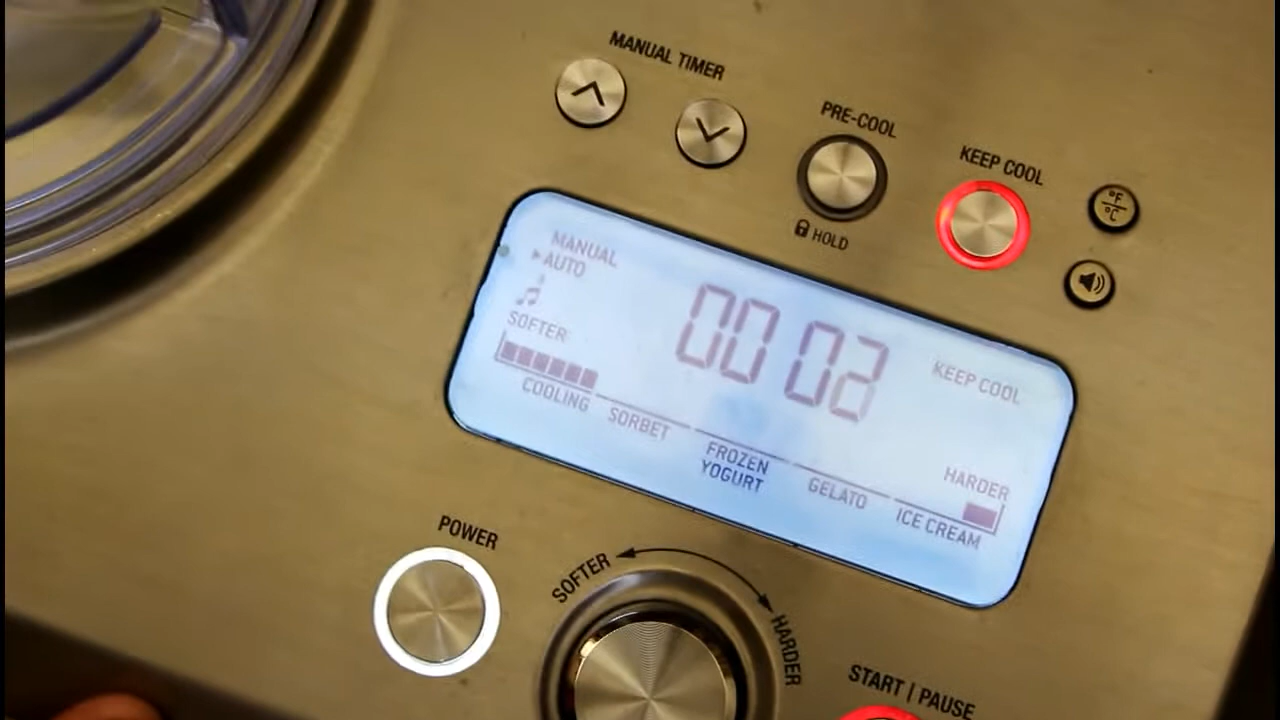 MANUAL TIMER
PRE-COOL
KEEP COOL
°F
°C
HOLD
MANUAL
AUTO
SOFTER
00 02
KEEP COOL
COOLING
SORBET
FROZEN
YOGURT
GELATO
HARDER
ICE CREAM
POWER
SOFTER
HARDER
START | PAUSE